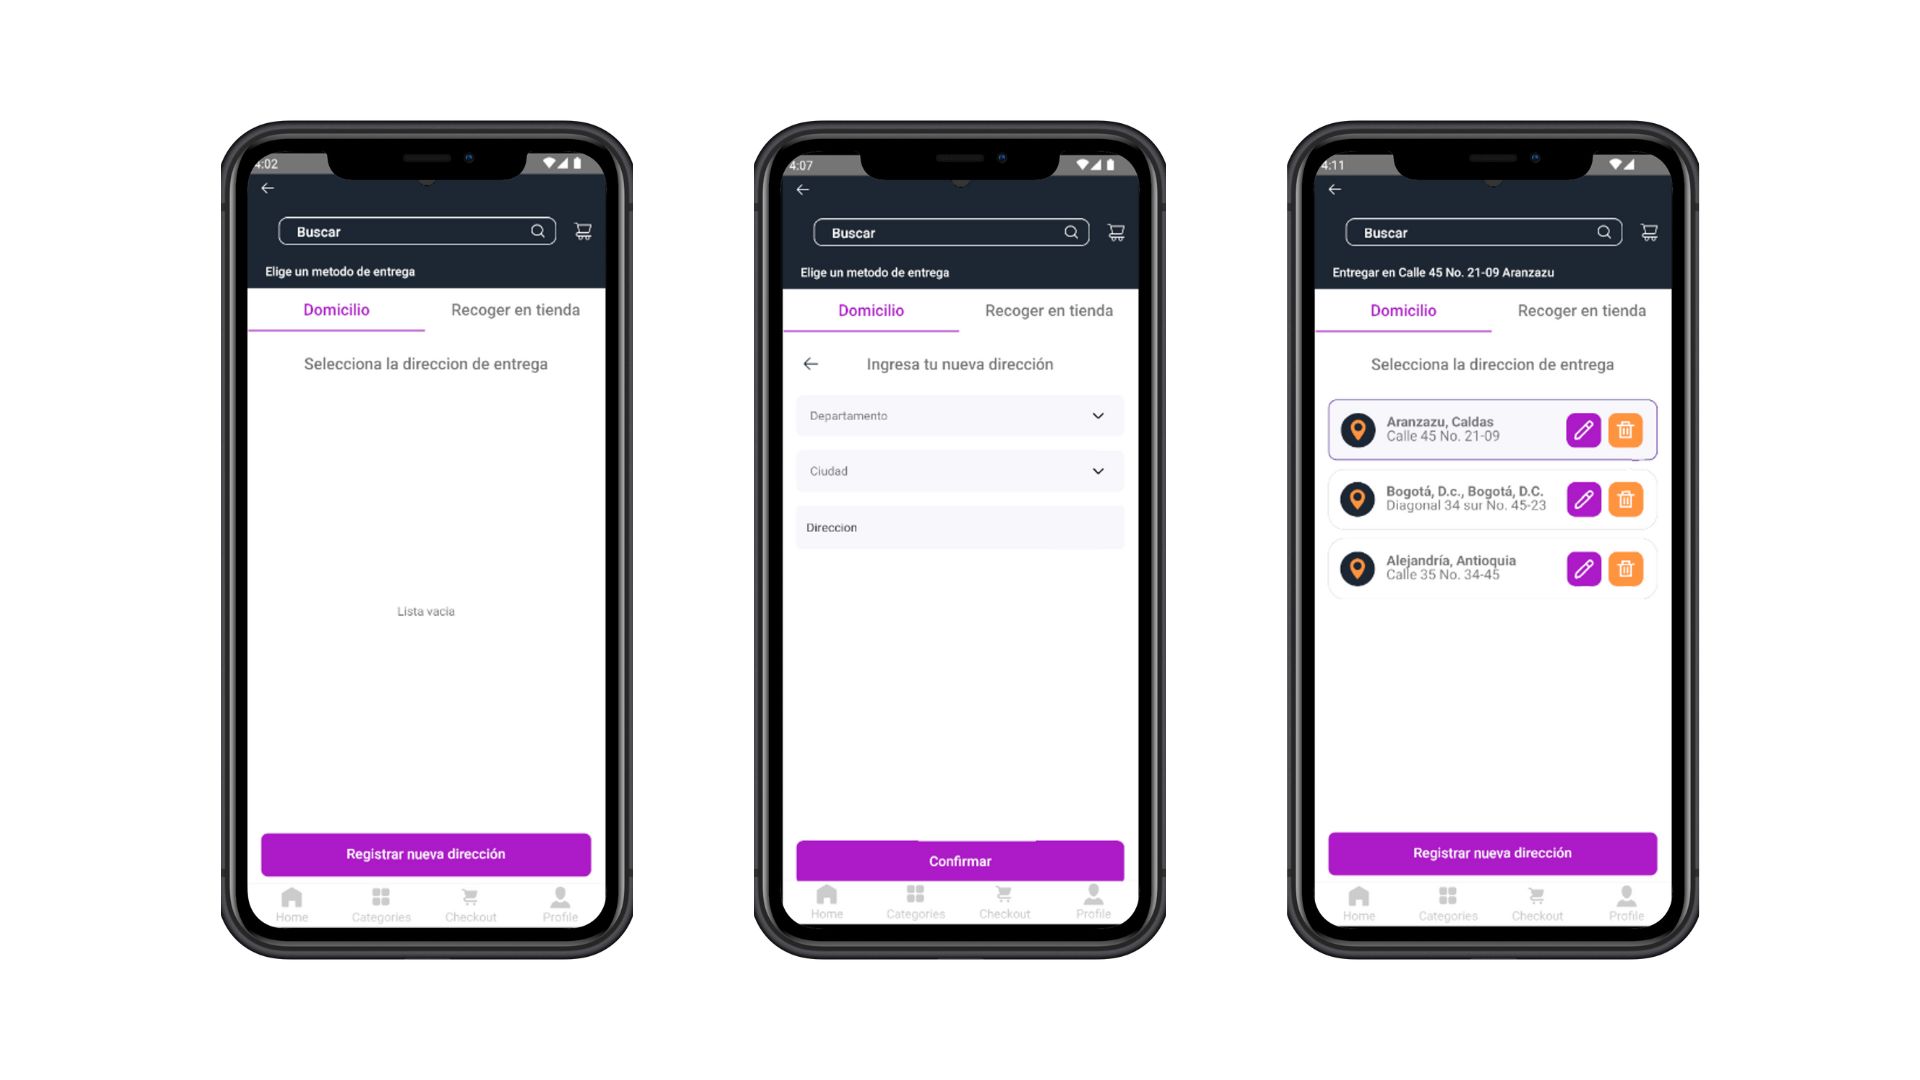 4:02
Buscar
Elige un metodo de entrega
Domicilio
Recoger en tienda
Selecciona la direccion de entrega
Lista vacia
Registrar nueva dirección
Home
Categories
Checkout
Profile
4:07
Buscar
Elige un metodo de entrega
Domicilio
Recoger en tienda
Ingresa tu nueva dirección
Departamento
Ciudad
Direccion
Confirmar
Home
Categories
Checkout
Profile
4:11
Buscar
Entregar en Calle 45 No. 21-09 Aranzazu
Domicilio
Recoger en tienda
Selecciona la direccion de entrega
Aranzazu, Caldas
Calle 45 No. 21-09
Bogotá, D.c., Bogotá, D.C.
Diagonal 34 sur No. 45-23
Alejandría, Antioquia
Calle 35 No. 34-45
Registrar nueva dirección
Home
Categories
Checkout
Profile